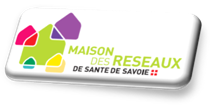 MAISON
DES RESEAUX
DE SANTE DE SAVOIE